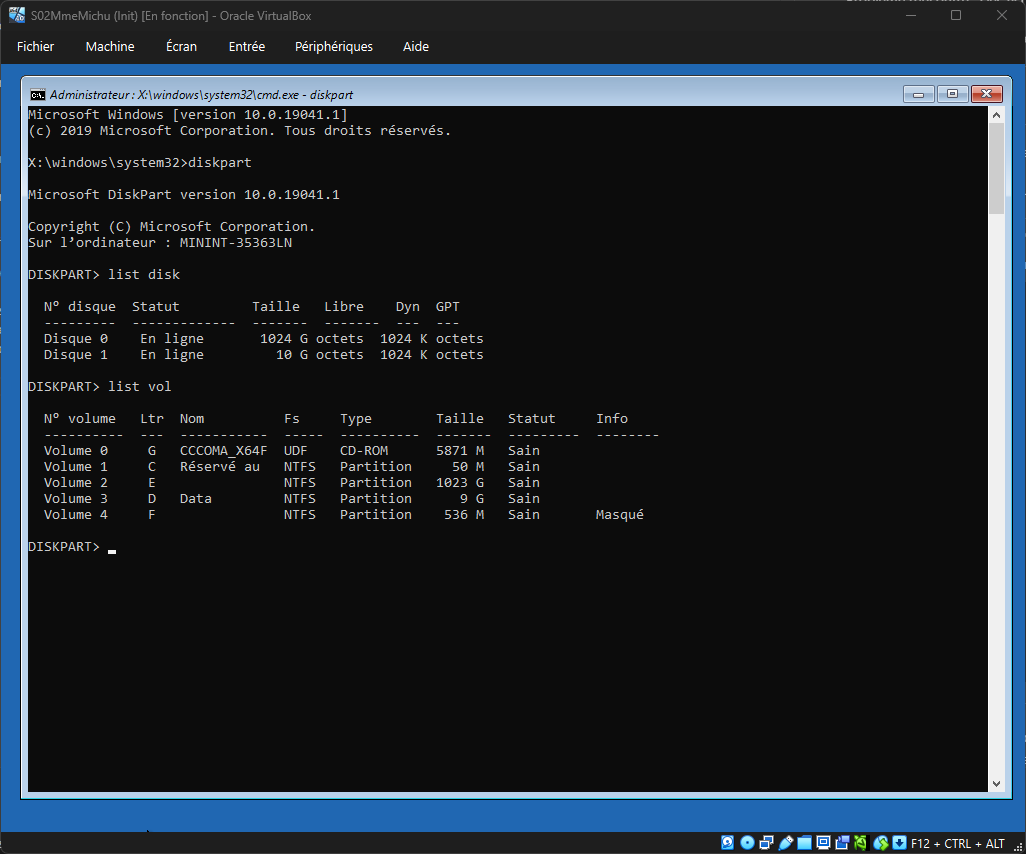 S02MmeMichu (Init) [En fonction] - Oracle VirtualBox
Fichier Machine Écran Entrée Périphériques Aide
Administrateur : X:\windows\system32\cmd.exe - diskpart
Microsoft Windows [version 10.0.19041.1]
(c) 2019 Microsoft Corporation. Tous droits réservés.
X:\windows\system32>diskpart
Microsoft DiskPart version 10.0.19041.1
Copyright (C) Microsoft Corporation.
Sur l’ordinateur : MININT-35363LN
DISKPART> list disk
Nº disque Statut Taille Libre Dyn GPT
--------- ------------- ------- ------- --- ---
Disque 0 En ligne 1024 G octets 1024 K octets
Disque 1 En ligne 10 G octets 1024 K octets
DISKPART> list vol
Nº volume Ltr Nom Fs Type Taille Statut Info
---------- --- ----------- ----- ---------- ------- --------- --------
Volume 0 G CCCOMA_X64F UDF CD-ROM 5871 M Sain
Volume 1 C Réservé au NTFS Partition 50 M Sain
Volume 2 E NTFS Partition 1023 G Sain
Volume 3 D Data NTFS Partition 9 G Sain
Volume 4 F NTFS Partition 536 M Sain Masqué
DISKPART>
F12 + CTRL + ALT